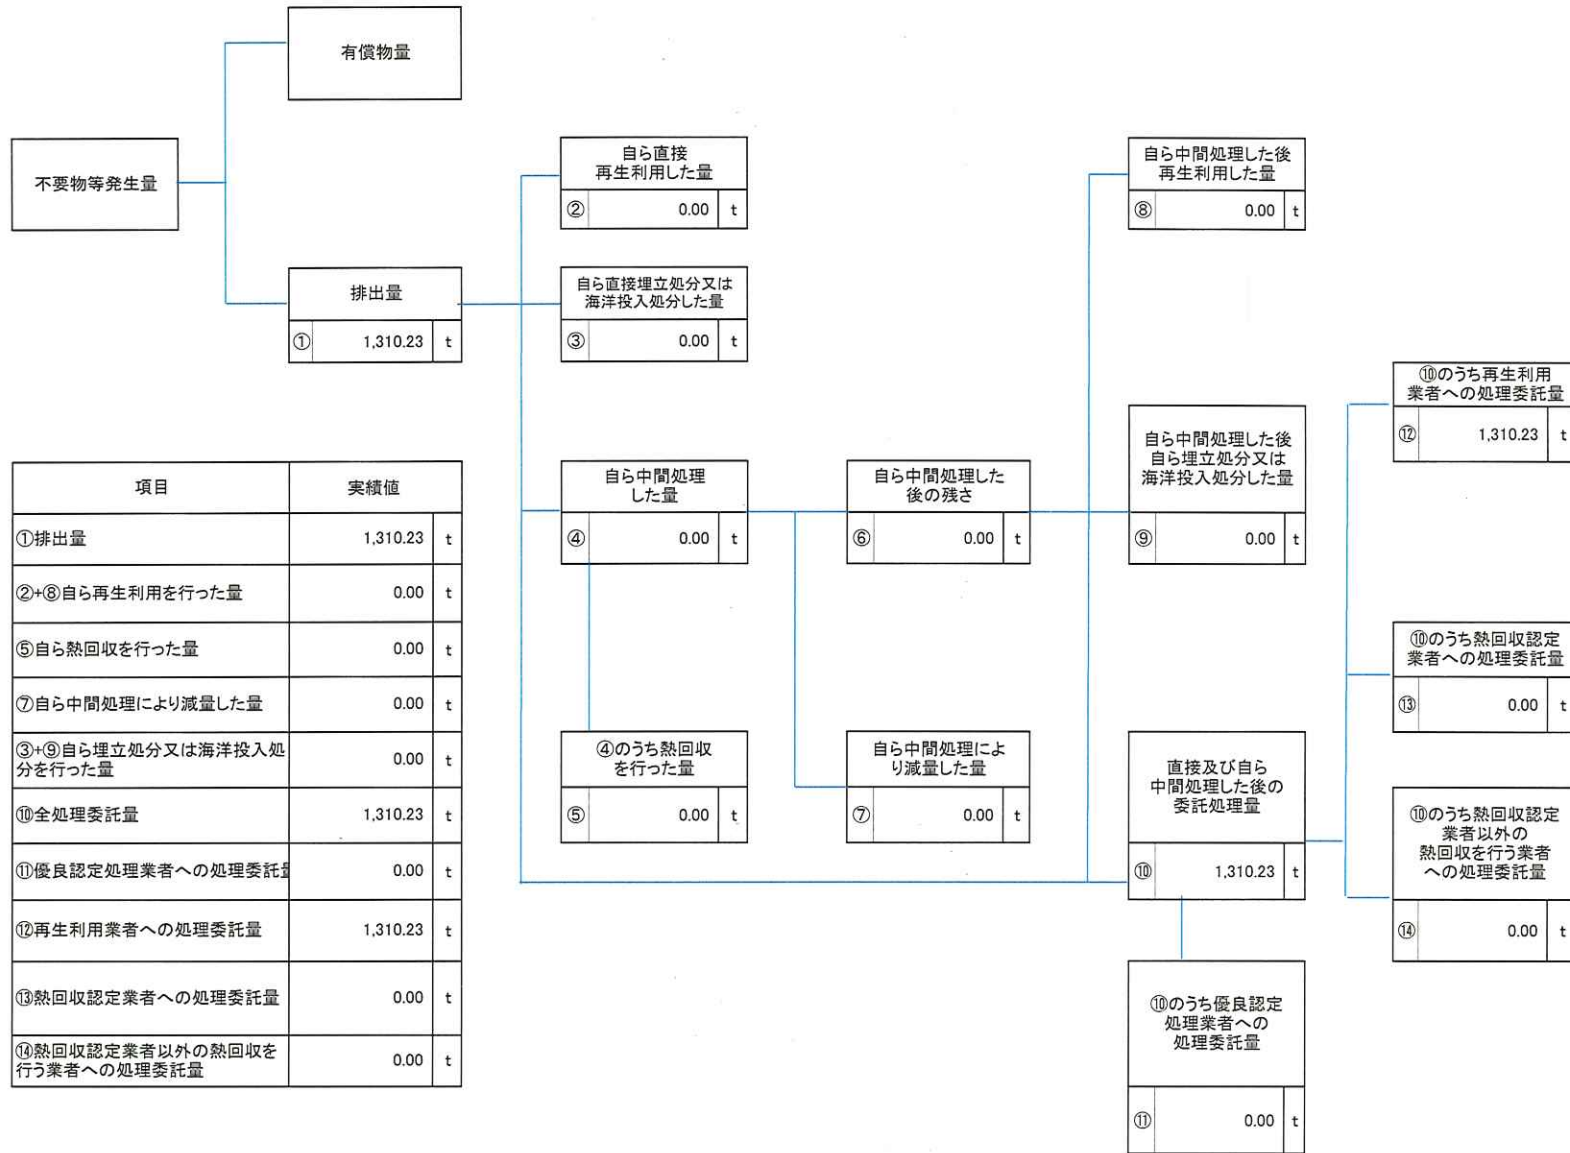 有償物量
不要物等発生量
自ら直接
再生利用した量
② 0.00 t
自ら中間処理した後
再生利用した量
⑧ 0.00 t
排出量
① 1,310.23 t
自ら直接埋立処分又は
海洋投入処分した量
③ 0.00 t
⑩のうち再生利用
業者への処理委託量
⑫ 1,310.23 t
自ら中間処理
した量
④ 0.00 t
自ら中間処理した
後の残さ
⑥ 0.00 t
自ら中間処理した後
自ら埋立処分又は
海洋投入処分した量
⑨ 0.00 t
⑩のうち熱回収認定
業者への処理委託量
⑬ 0.00 t
④のうち熱回収
を行った量
⑤ 0.00 t
自ら中間処理によ
り減量した量
⑦ 0.00 t
直接及び自ら
中間処理した後の
委託処理量
⑩ 1,310.23 t
⑩のうち熱回収認定
業者以外の
熱回収を行う業者
への処理委託量
⑭ 0.00 t
⑩のうち優良認定
処理業者への
処理委託量
⑪ 0.00 t
項目 実績値
①排出量 1,310.23 t
②+⑧自ら再生利用を行った量 0.00 t
⑤自ら熱回収を行った量 0.00 t
⑦自ら中間処理により減量した量 0.00 t
③+⑨自ら埋立処分又は海洋投入処
分を行った量 0.00 t
⑩全処理委託量 1,310.23 t
⑪優良認定処理業者への処理委託量 0.00 t
⑫再生利用業者への処理委託量 1,310.23 t
⑬熱回収認定業者への処理委託量 0.00 t
⑭熱回収認定業者以外の熱回収を
行う業者への処理委託量 0.00 t